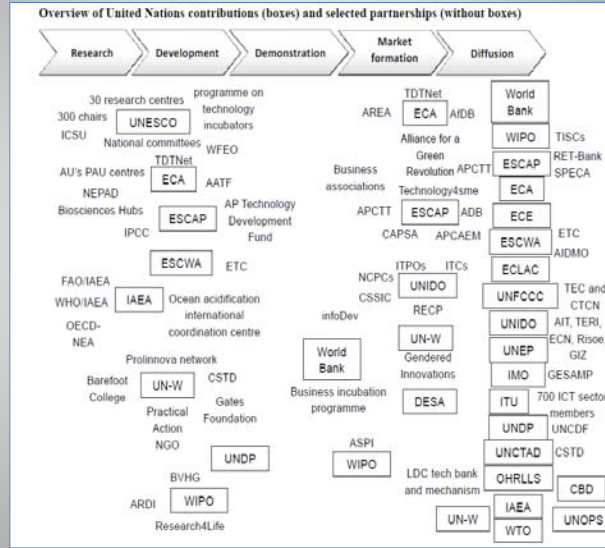 Overview of United Nations contributions (boxes) and selected partnerships (without boxes)
Research
Development
Demonstration
Market
formation
Diffusion
30 research centres
programme on
technology
incubators
300 chairs
UNESCO
ICSU
National committees
WFEO
TDTNet
AU's PAU centres
ECA
AATF
NEPAD
Biosciences Hubs
ESCAP
AP Technology
Development
Fund
IPCC
ESCWA
ETC
FAO/IAEA
WHO/IAEA
IAEA
Ocean acidification
international
coordination centre
OECD-
NEA
Prolinnova network
Barefoot
College
UN-W
CSTD
Gates
Foundation
Practical
Action
NGO
UNDP
BVHG
ARDI
WIPO
Research4Life
TDTNet
AREA
ECA
AfDB
Alliance for a
Green
Revolution
APCTT
Business
associations
Technology4sme
APCTT
ESCAP
ADB
CAPSA
APCAEM
ITPOs
ITCs
NCPCs
UNIDO
CSSIC
RECP
infoDev
World
Bank
Business incubation
programme
UN-W
Gendered
Innovations
DESA
ASPI
WIPO
LDC tech bank
and mechanism
World
Bank
WIPO
TISCs
ESCAP
RET-Bank
SPECA
ECA
ECE
ESCWA
ETC
AIDMO
ECLAC
UNFCCC
TEC and
CTCN
UNIDO
AIT, TERI,
ECN, Risoe,
GIZ
UNEP
IMO
GESAMP
ITU
700 ICT sector
members
UNDP
UNCDF
UNCTAD
CSTD
OHRLLS
CBD
IAEA
UN-W
UNOPS
WTO